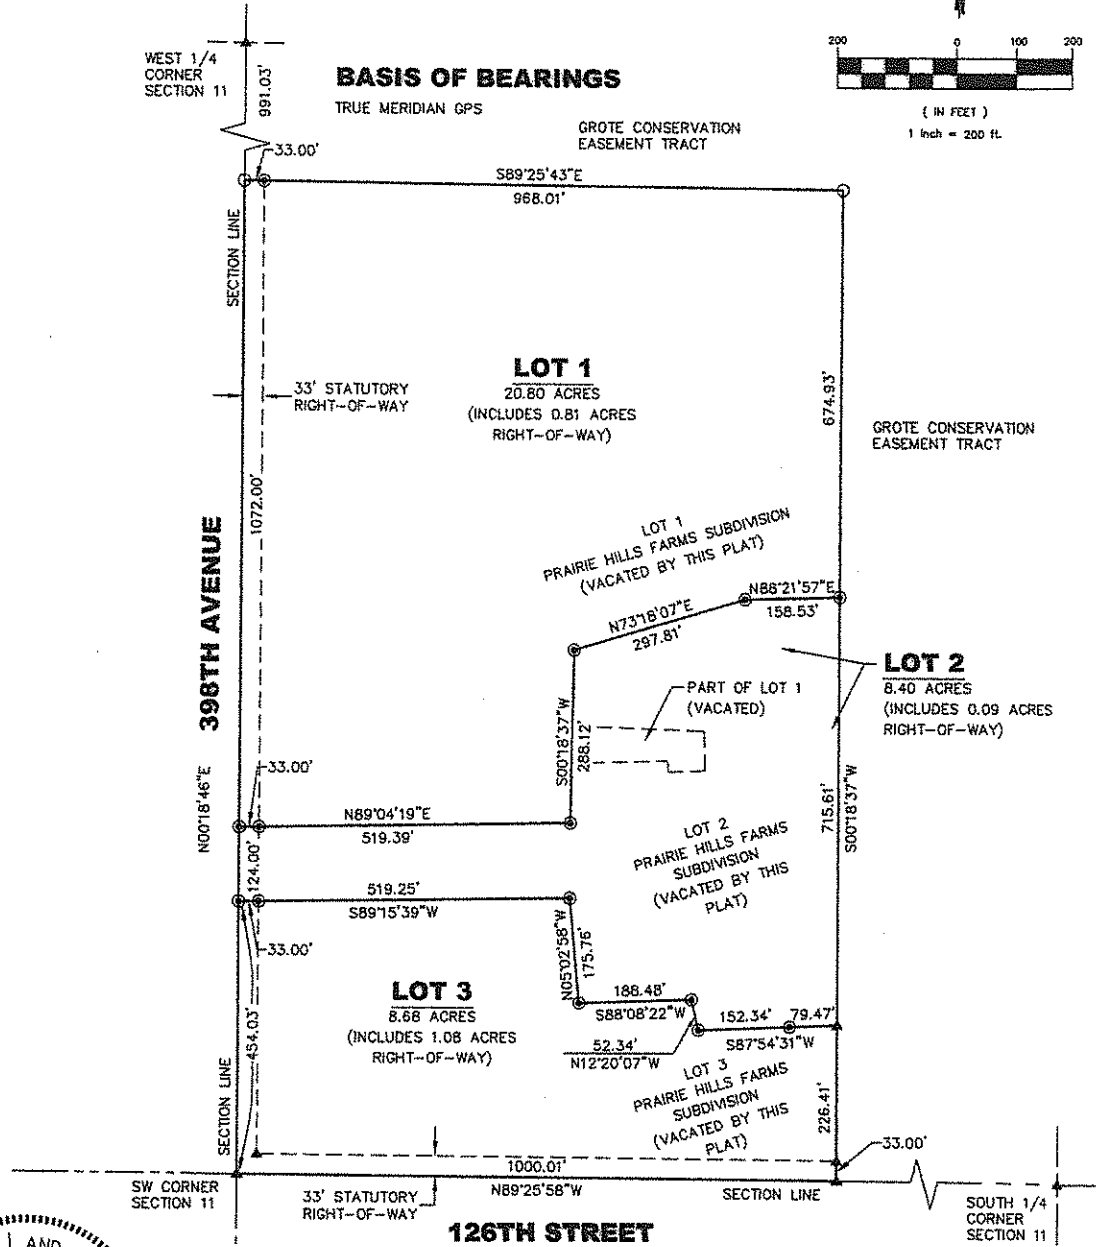 WEST 1/4
CORNER
SECTION 11
991.03'
BASIS OF BEARINGS
TRUE MERIDIAN GPS
200
0
100
200
( IN FEET )
1 inch = 200 ft.
GROTE CONSERVATION
EASEMENT TRACT
33.00'
S89°25'43"E
968.01'
SECTION LINE
LOT 1
20.80 ACRES
(INCLUDES 0.81 ACRES
RIGHT-OF-WAY)
33' STATUTORY
RIGHT-OF-WAY
674.93'
GROTE CONSERVATION
EASEMENT TRACT
1072.00'
398TH AVENUE
LOT 1
PRAIRIE HILLS FARMS SUBDIVISION
(VACATED BY THIS PLAT)
N88°21'57"E
158.53'
N73°18'07"E
297.81'
LOT 2
8.40 ACRES
(INCLUDES 0.09 ACRES
RIGHT-OF-WAY)
PART OF LOT 1
(VACATED)
S00°18'37"W
288.12'
N00°18'46"E
33.00'
N89°04'19"E
519.39'
715.61'
S00°18'37"W
LOT 2
PRAIRIE HILLS FARMS
SUBDIVISION
(VACATED BY THIS
PLAT)
124.00'
519.25'
S89°15'39"W
33.00'
N05°02'58"W
175.76'
LOT 3
8.68 ACRES
(INCLUDES 1.08 ACRES
RIGHT-OF-WAY)
188.48'
S88°08'22"W
152.34'
79.47'
S87°54'31"W
52.34'
N12°20'07"W
454.03'
SECTION LINE
LOT 3
PRAIRIE HILLS FARMS
SUBDIVISION
(VACATED BY THIS
PLAT)
226.41'
33.00'
1000.01'
N89°25'58"W
SW CORNER
SECTION 11
33' STATUTORY
RIGHT-OF-WAY
SECTION LINE
SOUTH 1/4
CORNER
SECTION 11
126TH STREET
LAND